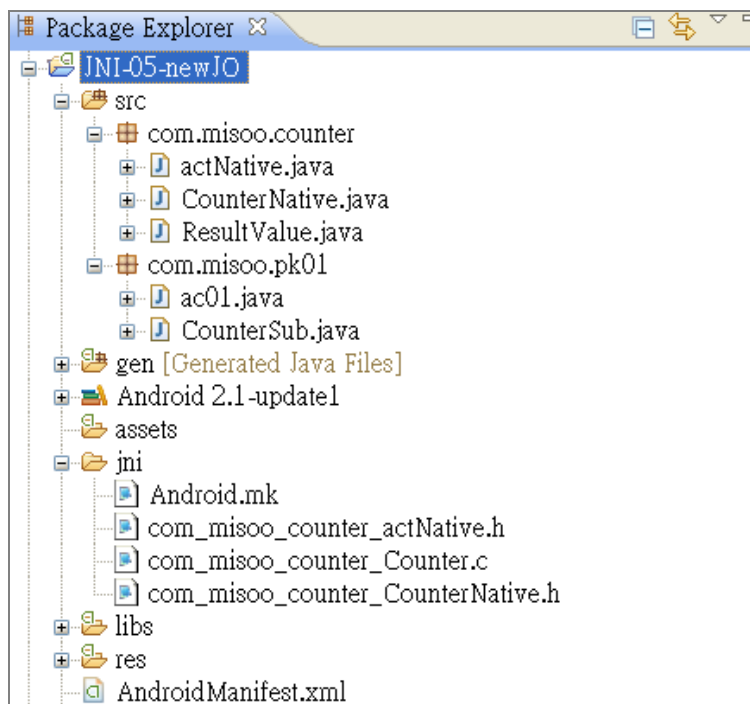 Package Explorer
JNI-05-newJO
src
com.misoo.counter
actNative.java
CounterNative.java
ResultValue.java
com.misoo.pk01
ac01.java
CounterSub.java
gen [Generated Java Files]
Android 2.1-update1
assets
jni
Android.mk
com_misoo_counter_actNative.h
com_misoo_counter_Counter.c
com_misoo_counter_CounterNative.h
libs
res
AndroidManifest.xml